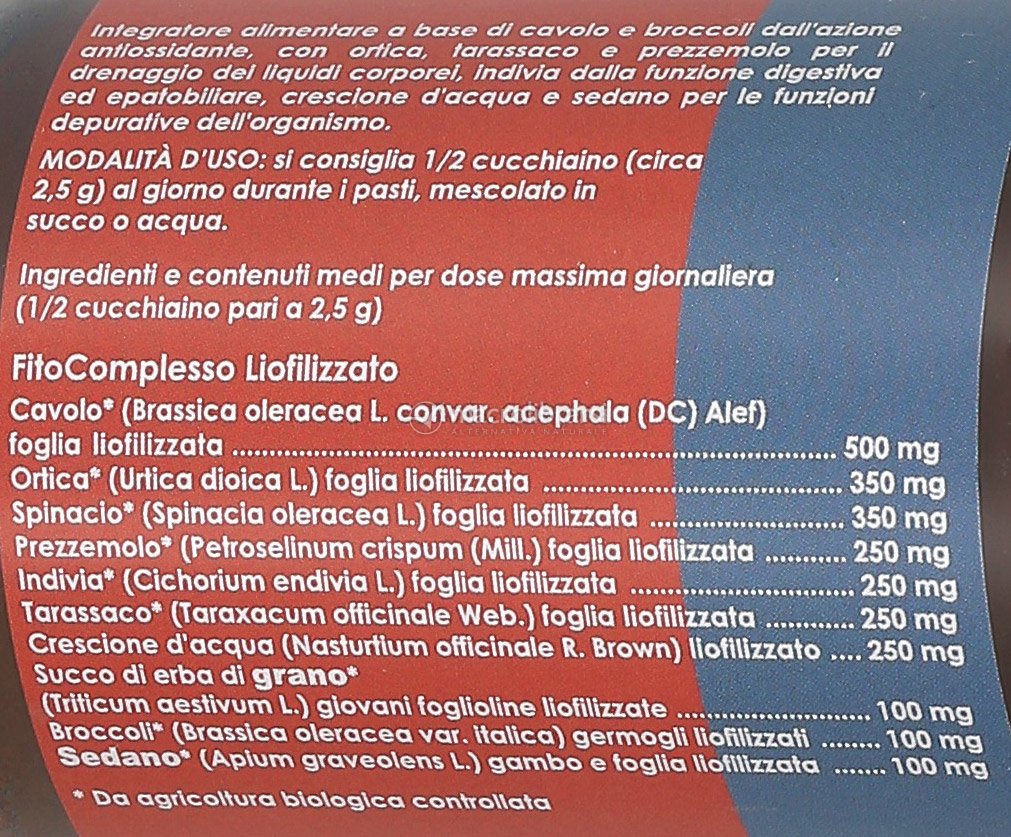 Integratore alimentare a base di cavolo e broccoli dall'azione
antiossidante, con ortica, tarassaco e prezzemolo per il
drenaggio dei liquidi corporei, indivia dalla funzione digestiva
ed epatobiliare, crescione d'acqua e sedano per le funzioni
depurative dell'organismo.
MODALITÀ D'USO: si consiglia 1/2 cucchiaino (circa
2,5 g) al giorno durante i pasti, mescolato in
succo o acqua.
Ingredienti e contenuti medi per dose massima giornaliera
(1/2 cucchiaino pari a 2,5 g)
FitoComplesso Liofilizzato
Cavolo* (Brassica oleracea L. convar. acephala (DC) Alef)
ALTERNATIVA NATURALE
foglia liofilizzata ........ 500 mg
Ortica* (Urtica dioica L.) foglia liofilizzata ........ 350 mg
Spinacio* (Spinacia oleracea L.) foglia liofilizzata ........ 350 mg
Prezzemolo* (Petroselinum crispum (Mill.) foglia liofilizzata ........ 250 mg
Indivia* (Cichorium endivia L.) foglia liofilizzata ........ 250 mg
Tarassaco* (Taraxacum officinale Web.) foglia liofilizzata ........ 250 mg
Crescione d'acqua (Nasturtium officinale R. Brown) liofilizzato .... 250 mg
Succo di erba di grano*
(Triticum aestivum L.) giovani foglioline liofilizzate ........ 100 mg
Broccoli* (Brassica oleracea var. italica) germogli liofilizzati ........ 100 mg
Sedano* (Apium graveolens L.) gambo e foglia liofilizzata ....... 100 mg
* Da agricoltura biologica controllata